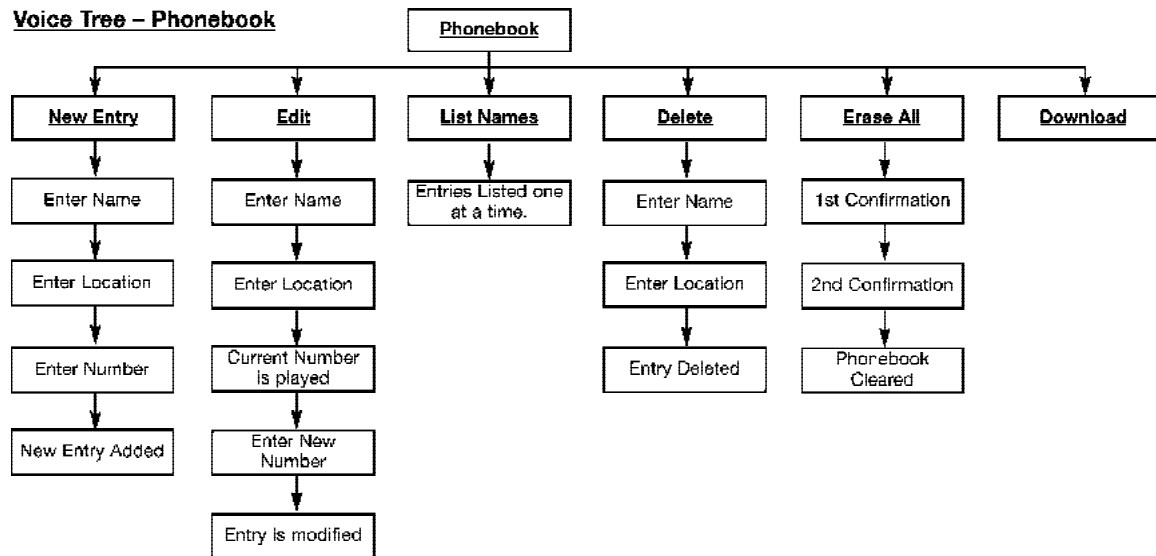 Voice Tree – Phonebook
Phonebook
New Entry
Edit
List Names
Delete
Erase All
Download
Enter Name
Enter Name
Entries Listed one
at a time.
Enter Name
1st Confirmation
Enter Location
Enter Location
Enter Location
2nd Confirmation
Enter Number
Current Number
is played
Entry Deleted
Phonebook
Cleared
New Entry Added
Enter New
Number
Entry Is modified